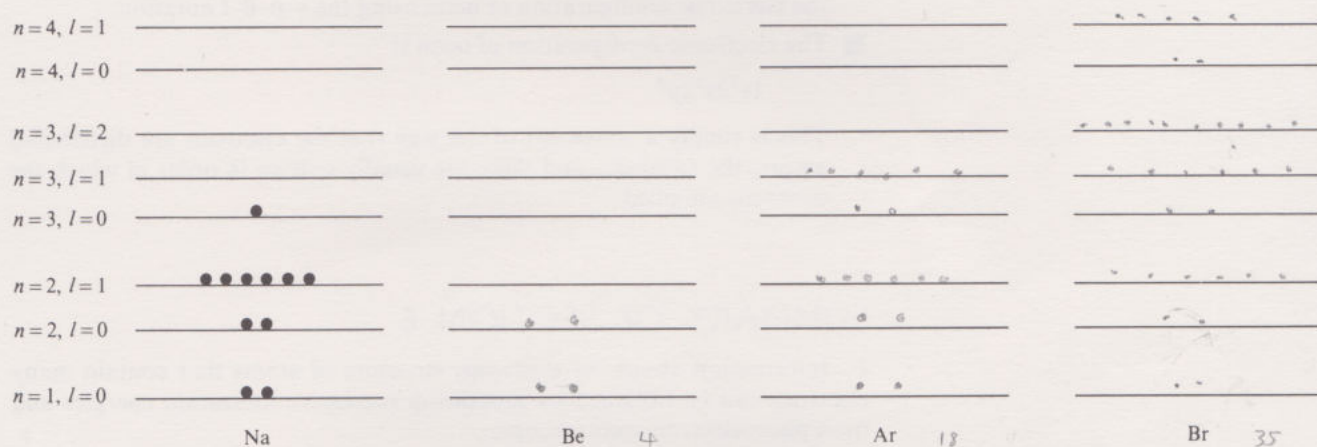 n=4, l=1
n=4, l=0
n=3, l=2
n=3, l=1
n=3, l=0
n=2, l=1
n=2, l=0
n=1, l=0
Na Be 4 Ar 18 Br 35